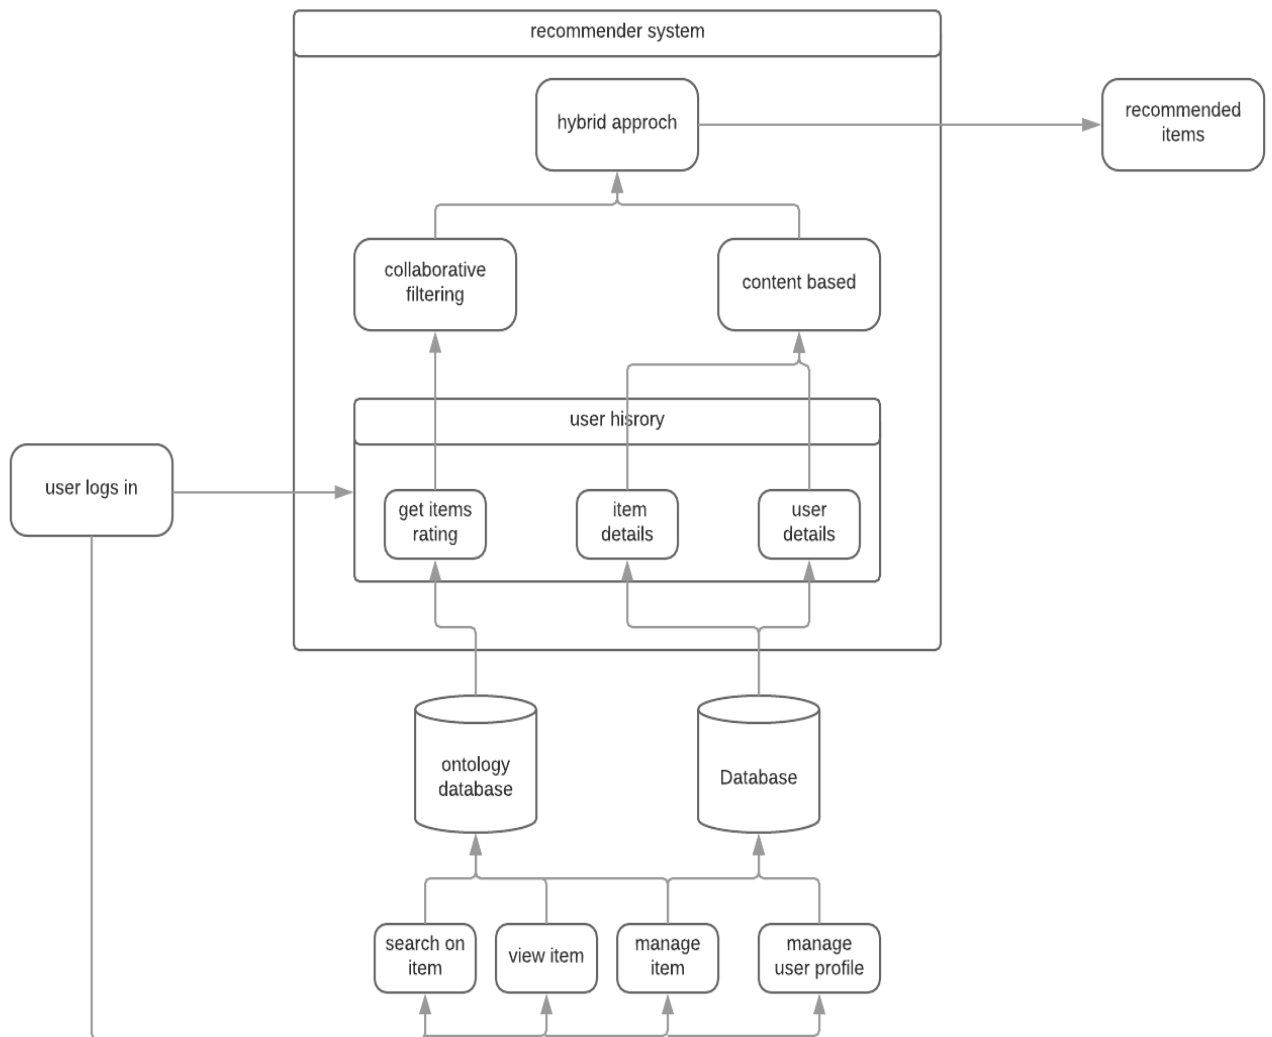 recommender system
hybrid approch
recommended
items
collaborative
filtering
content based
user hisrory
user logs in
get items
rating
item
details
user
details
ontology
database
Database
search on
item
view item
manage
item
manage
user profile